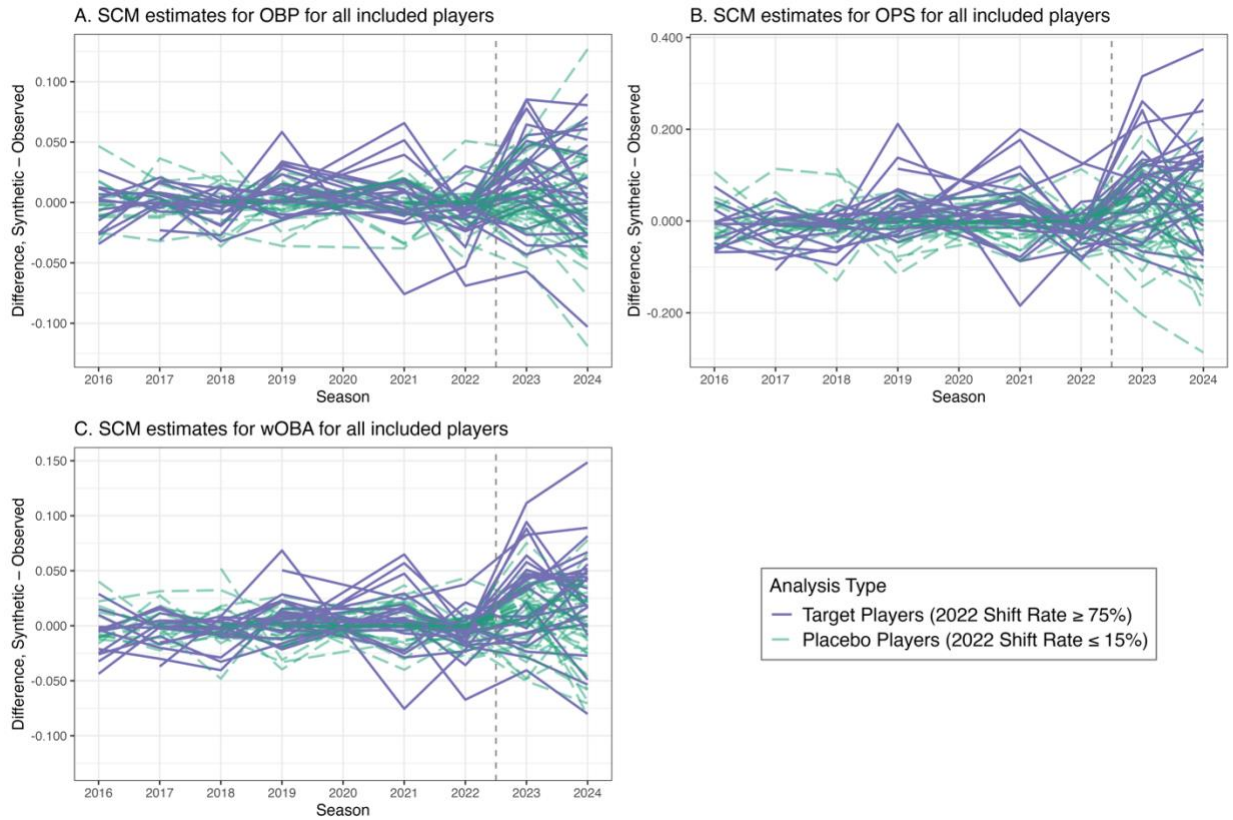 A. SCM estimates for OBP for all included players
0.100
0.050
0.000
-0.050
-0.100
Difference, Synthetic – Observed
2016 2017 2018 2019 2020 2021 2022 2023 2024
Season
B. SCM estimates for OPS for all included players
0.400
0.200
0.000
-0.200
Difference, Synthetic – Observed
2016 2017 2018 2019 2020 2021 2022 2023 2024
Season
C. SCM estimates for wOBA for all included players
0.150
0.100
0.050
0.000
-0.050
-0.100
Difference, Synthetic – Observed
2016 2017 2018 2019 2020 2021 2022 2023 2024
Season
Analysis Type
Target Players (2022 Shift Rate ≥ 75%)
Placebo Players (2022 Shift Rate ≤ 15%)